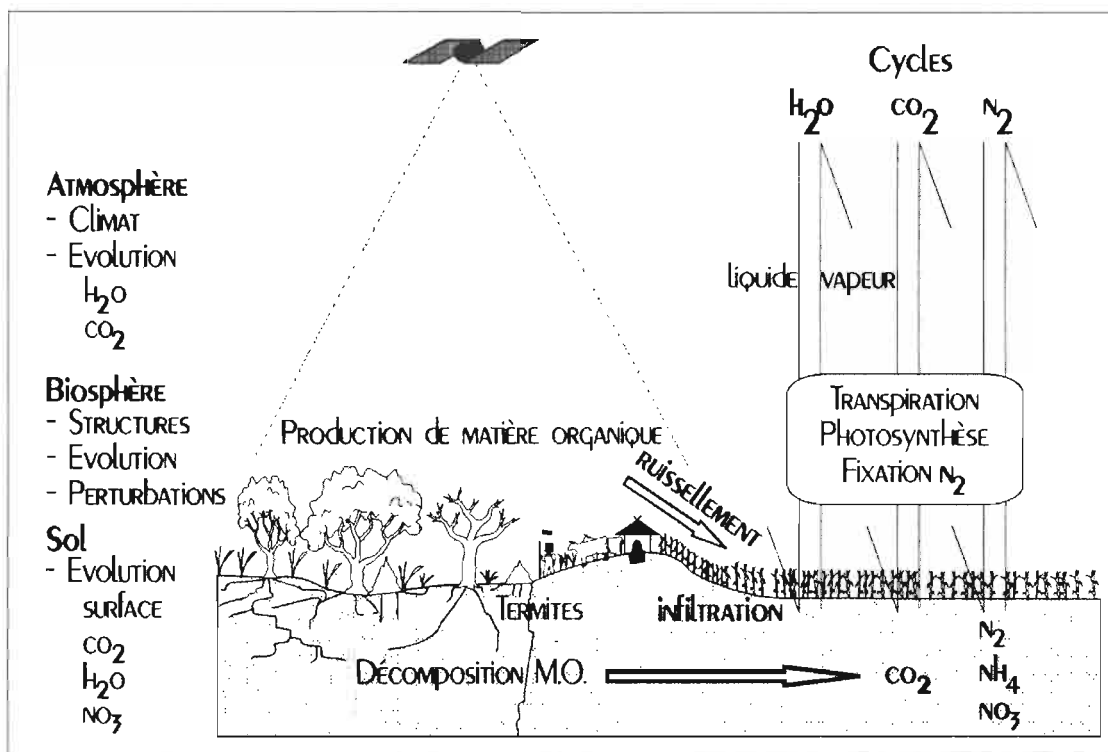 Cycles
H2O CO2 N2
Atmosphère
- Climat
- Evolution
H2O
CO2
liquide vapeur
Biosphère
- Structures
- Evolution
- Perturbations
Production de matière organique
ruissellement
Transpiration
Photosynthèse
Fixation N2
Sol
- Evolution
surface
CO2
H2O
NO3
Termites
infiltration
Décomposition M.O.
CO2
N2
NH4
NO3